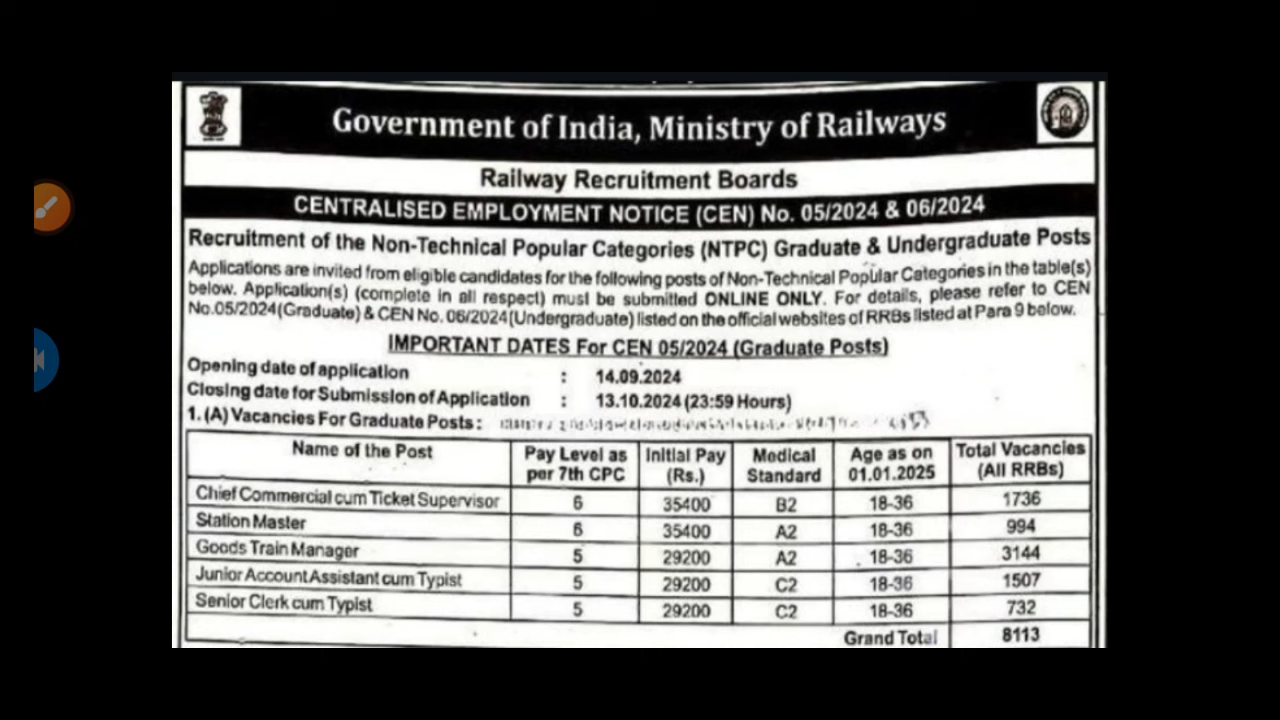 Government of India, Ministry of Railways
Railway Recruitment Boards
CENTRALISED EMPLOYMENT NOTICE (CEN) No. 05/2024 & 06/2024
Recruitment of the Non-Technical Popular Categories (NTPC) Graduate & Undergraduate Posts
Applications are invited from eligible candidates for the following posts of Non-Technical Popular Categories in the table(s)
below. Application(s) (complete in all respect) must be submitted ONLINE ONLY. For details, please refer to CEN
No.05/2024(Graduate) & CEN No. 06/2024(Undergraduate) listed on the official websites of RRBs listed at Para 9 below.
IMPORTANT DATES For CEN 05/2024 (Graduate Posts)
Opening date of application : 14.09.2024
Closing date for Submission of Application : 13.10.2024 (23:59 Hours)
1. (A) Vacancies For Graduate Posts :
Name of the Post Pay Level as per 7th CPC Initial Pay (Rs.) Medical Standard Age as on 01.01.2025 Total Vacancies (All RRBs)
Chief Commercial cum Ticket Supervisor 6 35400 B2 18-36 1736
Station Master 6 35400 A2 18-36 994
Goods Train Manager 5 29200 A2 18-36 3144
Junior Account Assistant cum Typist 5 29200 C2 18-36 1507
Senior Clerk cum Typist 5 29200 C2 18-36 732
Grand Total 8113